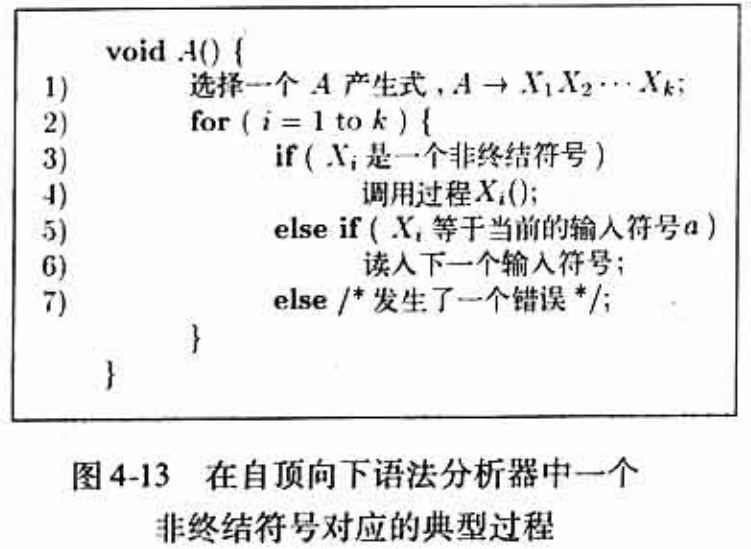 void A() {
1) 选择一个 A 产生式, A → X₁X₂⋯Xₖ;
2) for ( i = 1 to k ) {
3) if ( Xᵢ 是一个非终结符号 )
4) 调用过程Xᵢ();
5) else if ( Xᵢ 等于当前的输入符号a )
6) 读入下一个输入符号;
7) else /* 发生了一个错误 */;
}
}
图 4-13 在自顶向下语法分析器中一个
非终结符号对应的典型过程